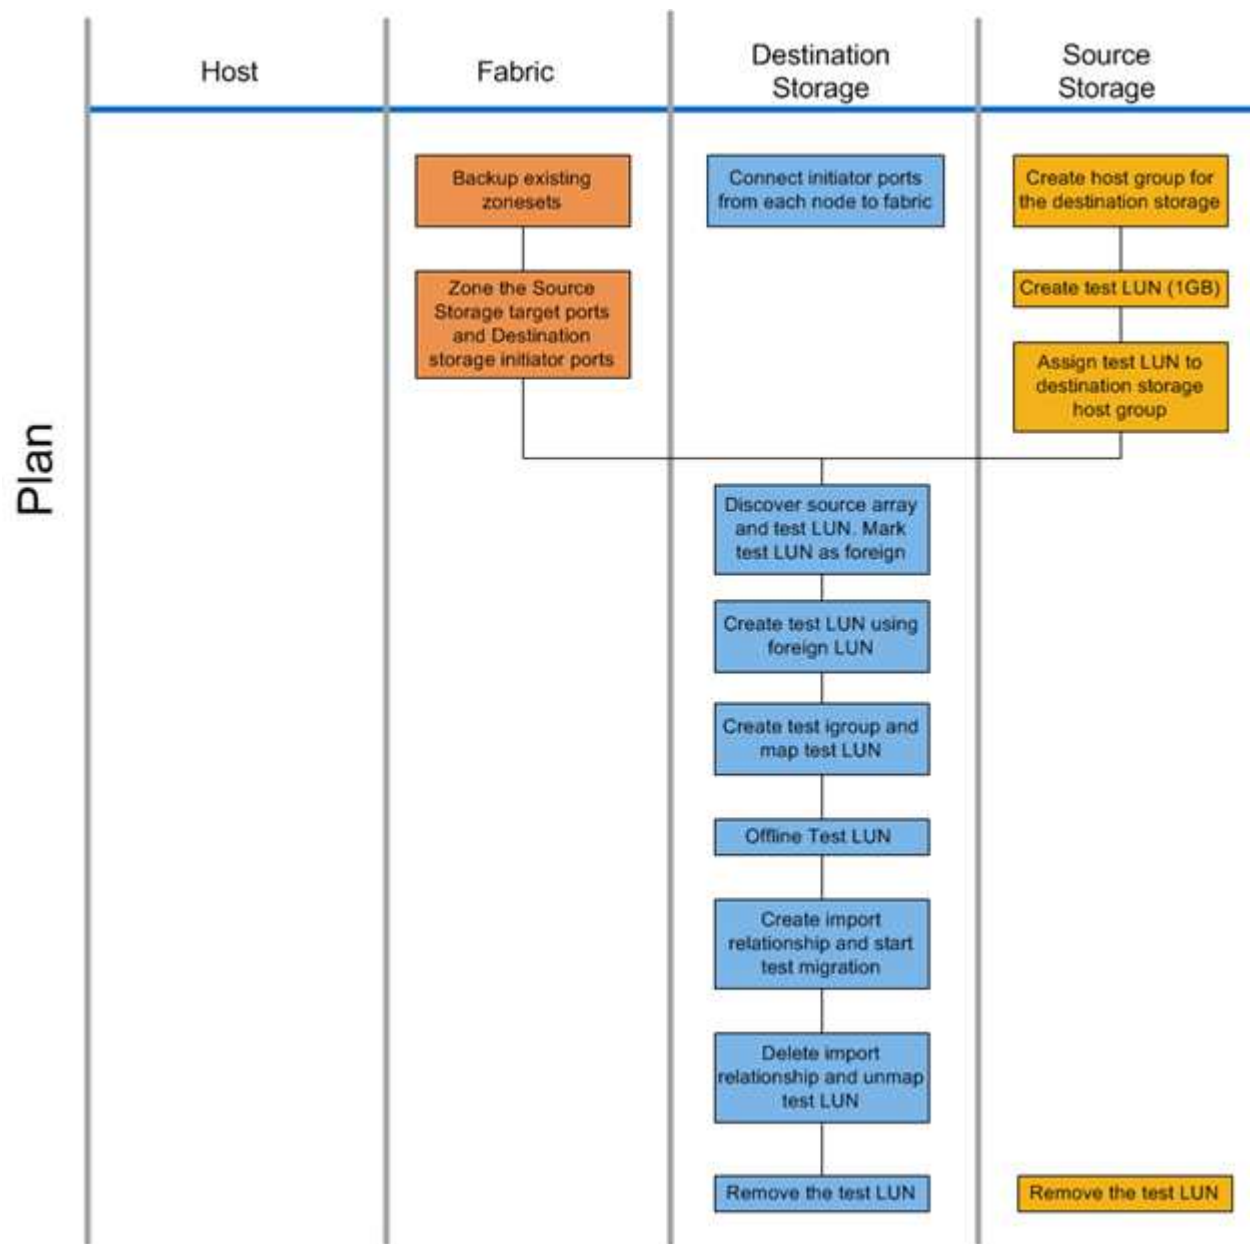 Host
Fabric
Destination
Storage
Source
Storage
Plan
Backup existing
zonesets
Zone the Source
Storage target ports
and Destination
storage initiator ports
Connect initiator ports
from each node to fabric
Create host group for
the destination storage
Create test LUN (1GB)
Assign test LUN to
destination storage
host group
Discover source array
and test LUN. Mark
test LUN as foreign
Create test LUN using
foreign LUN
Create test igroup and
map test LUN
Offline Test LUN
Create import
relationship and start
test migration
Delete import
relationship and unmap
test LUN
Remove the test LUN
Remove the test LUN